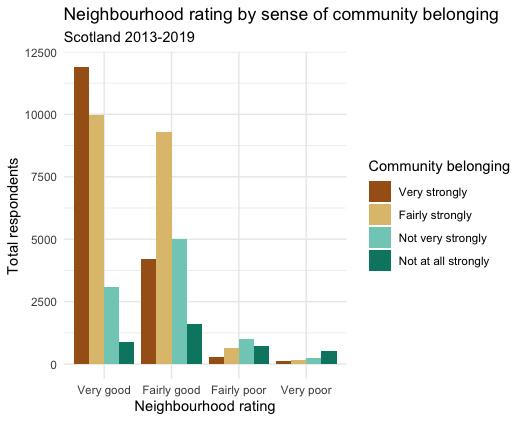 Neighbourhood rating by sense of community belonging
Scotland 2013-2019
Total respondents
12500
10000
7500
5000
2500
0
Very good
Fairly good
Fairly poor
Very poor
Neighbourhood rating
Community belonging
Very strongly
Fairly strongly
Not very strongly
Not at all strongly